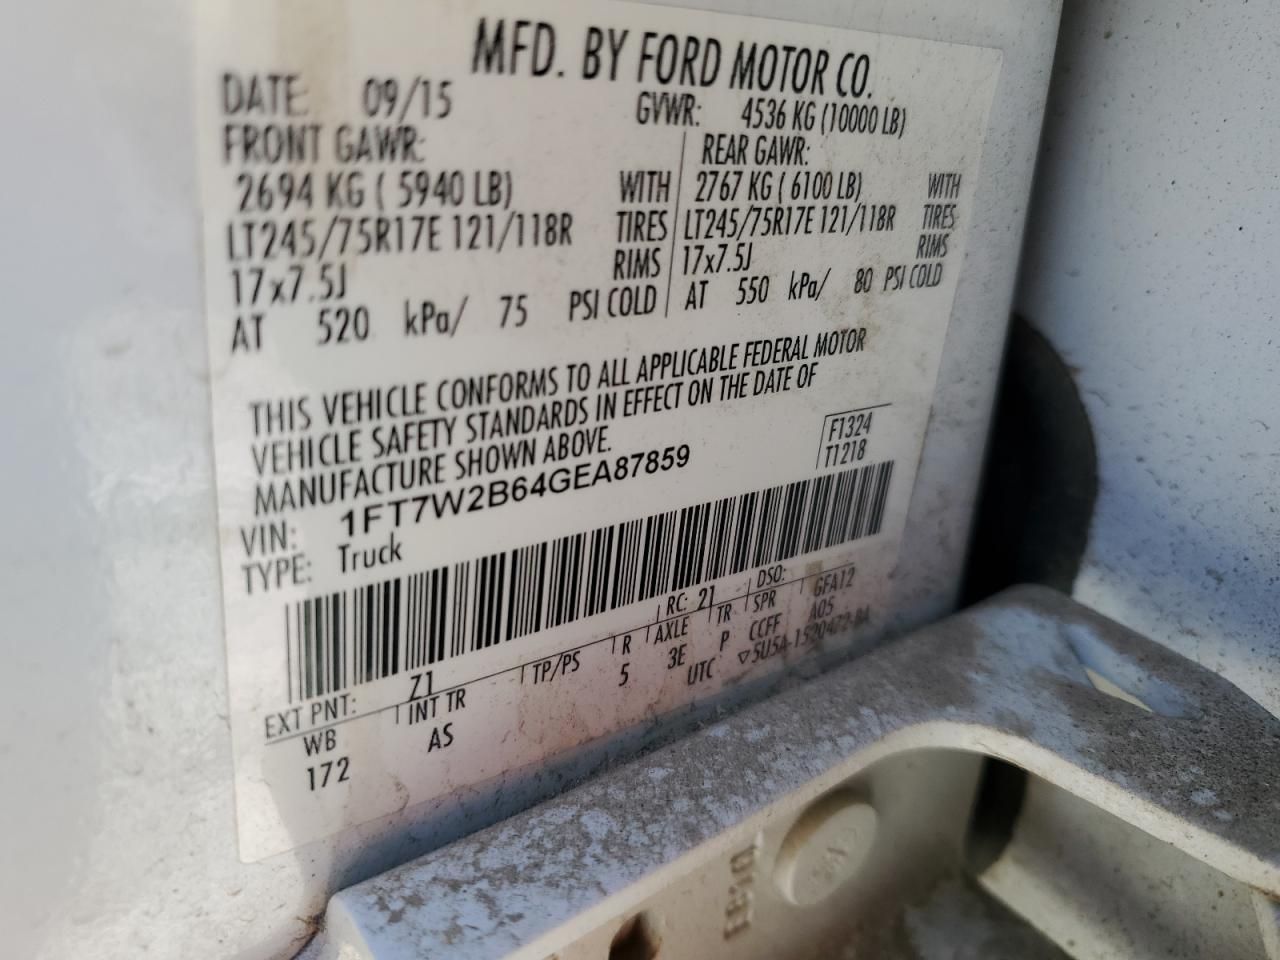 MFD. BY FORD MOTOR CO.
DATE: 09/15 GVWR: 4536 KG (10000 LB)
FRONT GAWR: REAR GAWR:
2694 KG ( 5940 LB) WITH 2767 KG ( 6100 LB) WITH
LT245/75R17E 121/118R TIRES LT245/75R17E 121/118R TIRES
17x7.5J RIMS 17x7.5J RIMS
AT 520 kPa/ 75 PSI COLD AT 550 kPa/ 80 PSI COLD
THIS VEHICLE CONFORMS TO ALL APPLICABLE FEDERAL MOTOR
VEHICLE SAFETY STANDARDS IN EFFECT ON THE DATE OF
MANUFACTURE SHOWN ABOVE.
F1324
T1218
VIN: 1FT7W2B64GEA87859
TYPE: Truck
EXT PNT: Z1 RC: 21 DSO:
WB INT TR TP/PS R AXLE TR SPR GFA12
172 AS 5 3E P CCFF A05
UTC ▽5U5A-1520472-BA